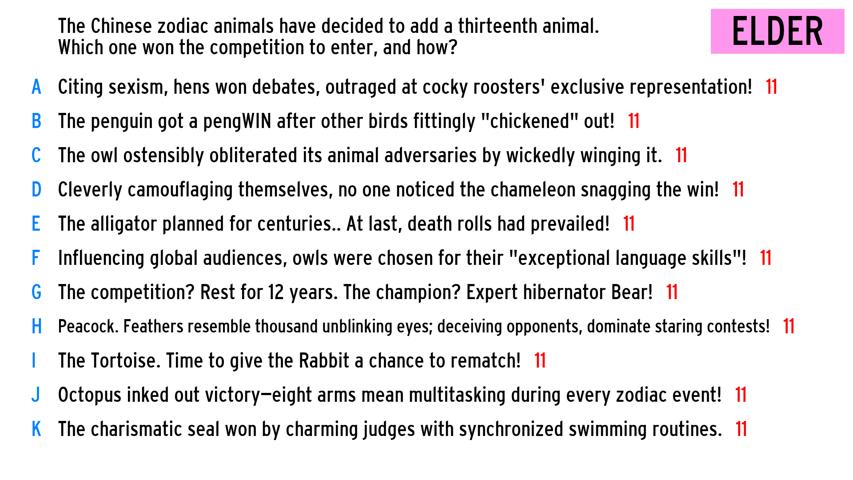 The Chinese zodiac animals have decided to add a thirteenth animal.
Which one won the competition to enter, and how?
ELDER
A Citing sexism, hens won debates, outraged at cocky roosters' exclusive representation! 11
B The penguin got a pengWIN after other birds fittingly "chickened" out! 11
C The owl ostensibly obliterated its animal adversaries by wickedly winging it. 11
D Cleverly camouflaging themselves, no one noticed the chameleon snagging the win! 11
E The alligator planned for centuries.. At last, death rolls had prevailed! 11
F Influencing global audiences, owls were chosen for their "exceptional language skills"! 11
G The competition? Rest for 12 years. The champion? Expert hibernator Bear! 11
H Peacock. Feathers resemble thousand unblinking eyes; deceiving opponents, dominate staring contests! 11
I The Tortoise. Time to give the Rabbit a chance to rematch! 11
J Octopus inked out victory—eight arms mean multitasking during every zodiac event! 11
K The charismatic seal won by charming judges with synchronized swimming routines. 11